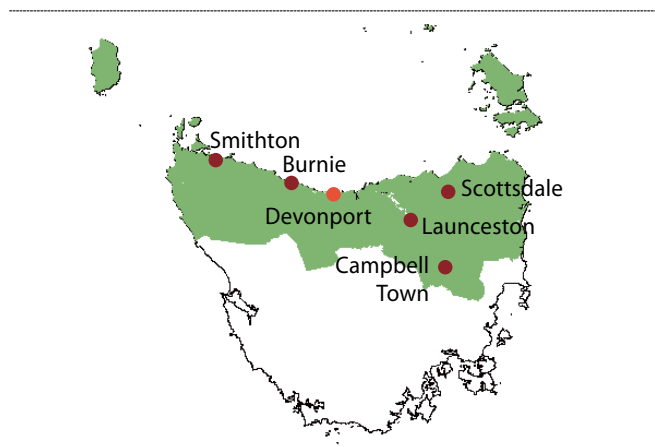 Smithton
Burnie
Scottsdale
Devonport
Launceston
Campbell
Town